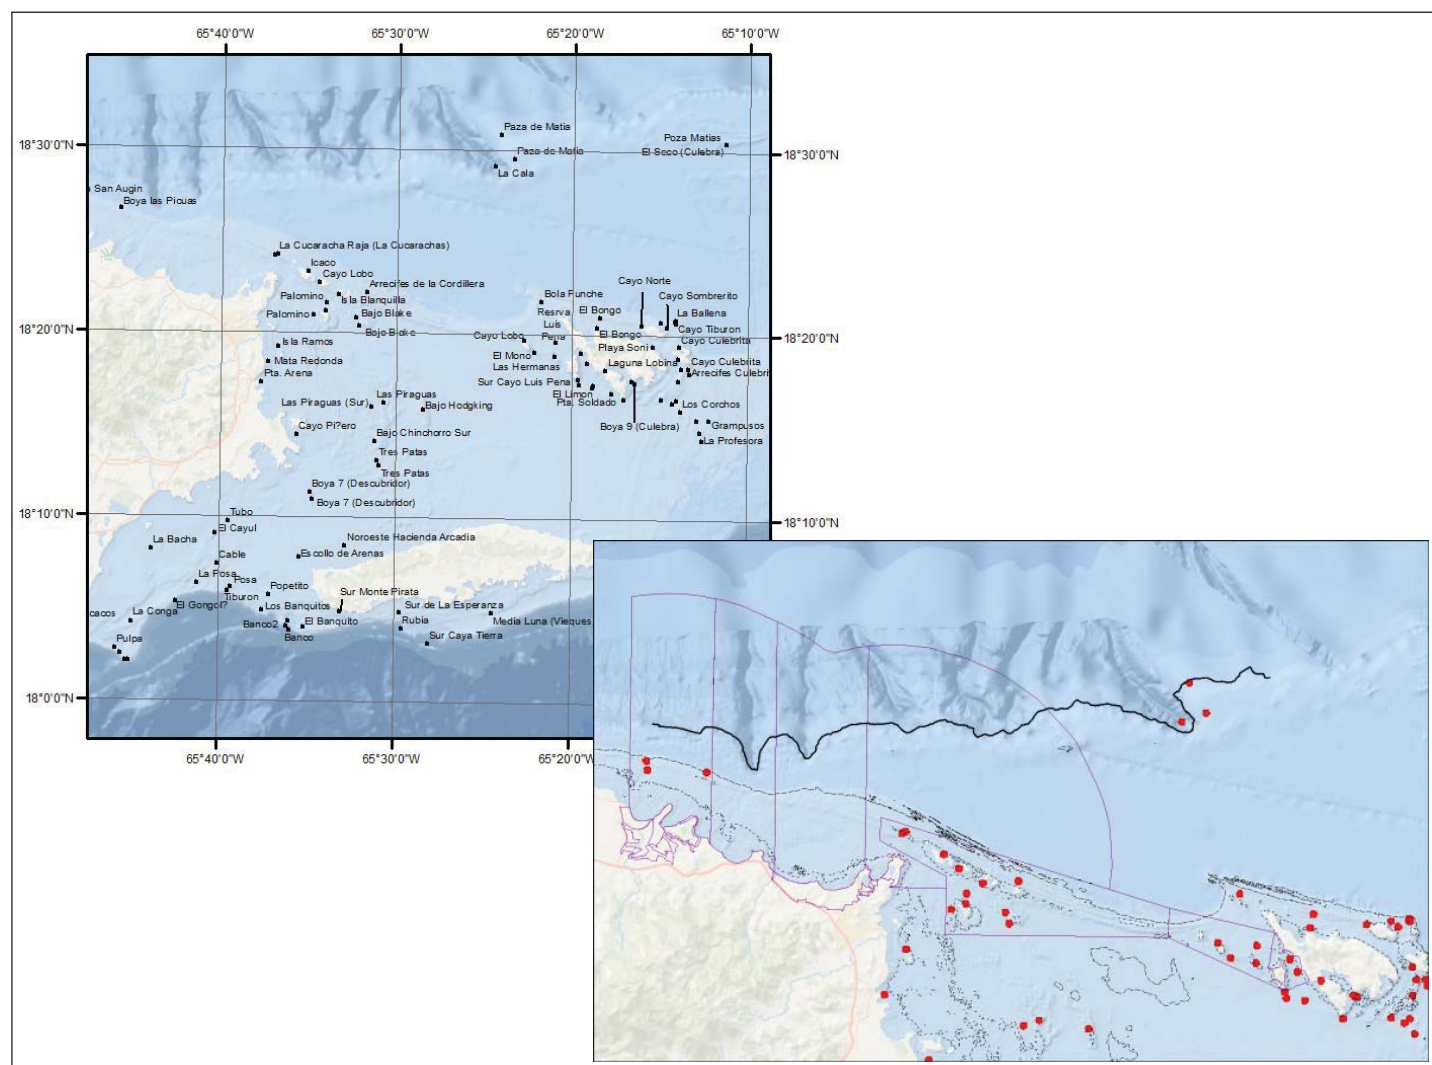 65°40'0"W 65°30'0"W 65°20'0"W 65°10'0"W
Paza de Matia
Poza Matias
18°30'0"N
Paza de Matia
El Seco (Culebra)
18°30'0"N
La Cala
San Augin
Boya las Picuas
La Cucaracha Raja (La Cucarachas)
Icaco
Cayo Lobo
Arrecifes de la Cordillera
Cayo Norte
Palomino
Isla Blanquilla
Bola Funche
Cayo Sombrerito
Palomino
Bajo Blake
Resrva
El Bongo
La Ballena
18°20'0"N
Bajo Blake
Luis
El Bongo
Cayo Tiburon
18°20'0"N
Cayo Lobo
Pena
Cayo Culebrita
Isla Ramos
Playa Soni
Mata Redonda
El Mono
Laguna Lobina
Cayo Culebrita
Pta. Arena
Las Hermanas
Arrecifes Culebri
Sur Cayo Luis Pena
Las Piraguas
El Limon
Las Piraguas (Sur)
Bajo Hodgking
Pta. Soldado
Los Corchos
Cayo Pi?ero
Bajo Chinchorro Sur
Boya 9 (Culebra)
Grampusos
Tres Patas
La Profesora
Tres Patas
Boya 7 (Descubridor)
Boya 7 (Descubridor)
18°10'0"N
Tubo
18°10'0"N
El Cayul
La Bacha
Noroeste Hacienda Arcadia
Cable
Escollo de Arenas
La Posa
Posa
Popetito
Tiburon
Sur Monte Pirata
El Gongol?
Los Banquitos
Sur de La Esperanza
cacos
La Conga
Media Luna (Vieques
Banco2
El Banquito
Rubia
Pulpa
Banco
Sur Caya Tierra
18°0'0"N
65°40'0"W 65°30'0"W 65°20'0"W